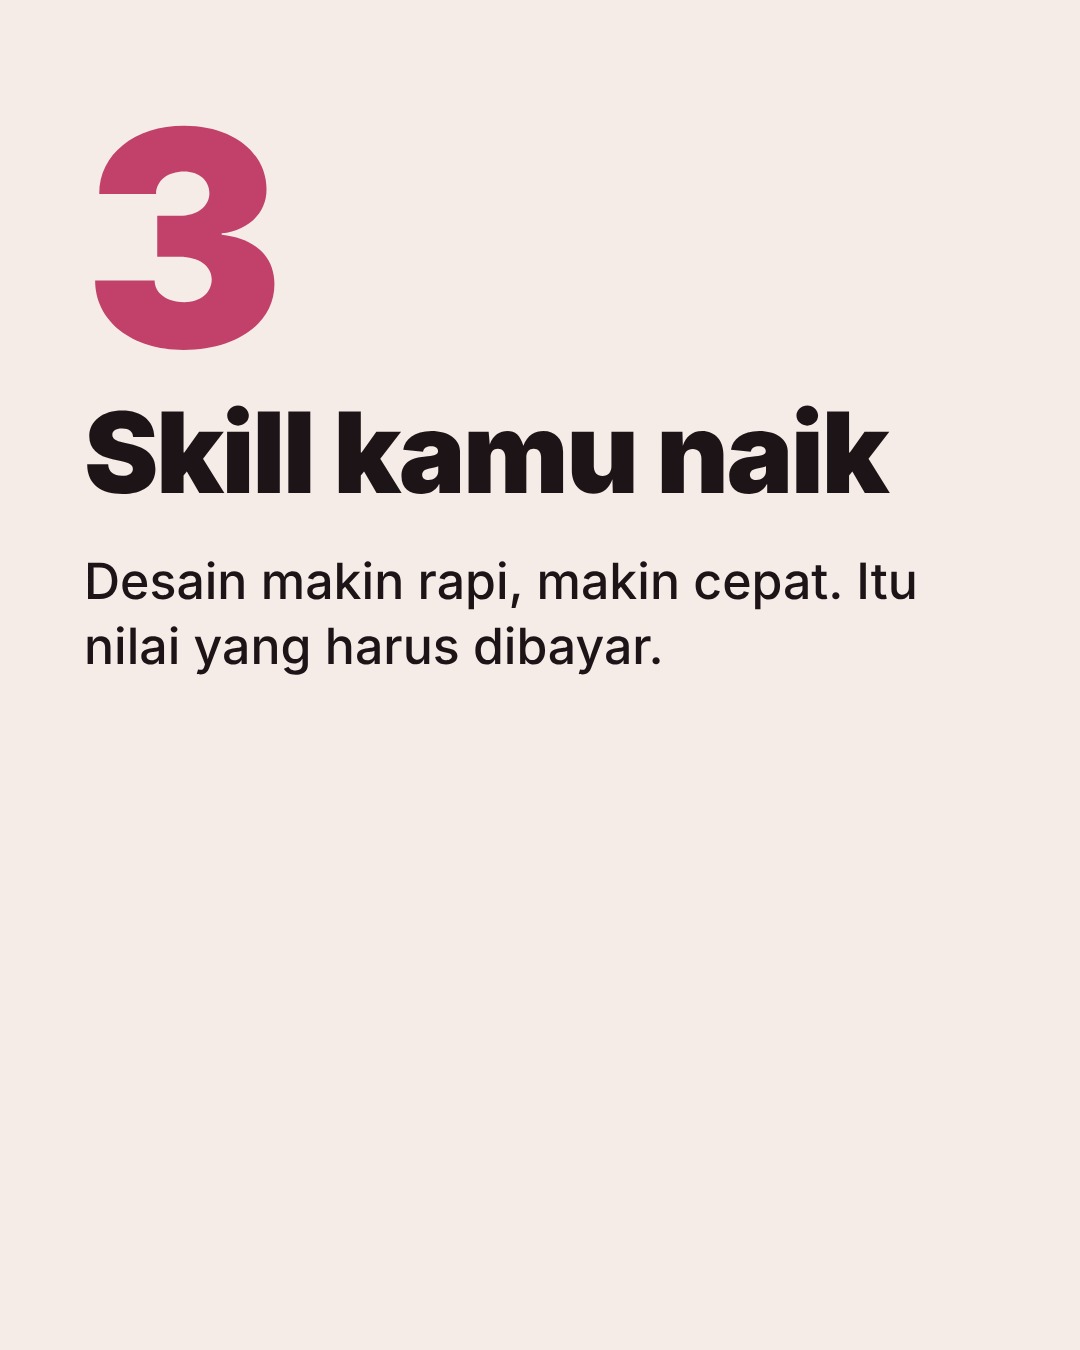 3
Skill kamu naik
Desain makin rapi, makin cepat. Itu
nilai yang harus dibayar.